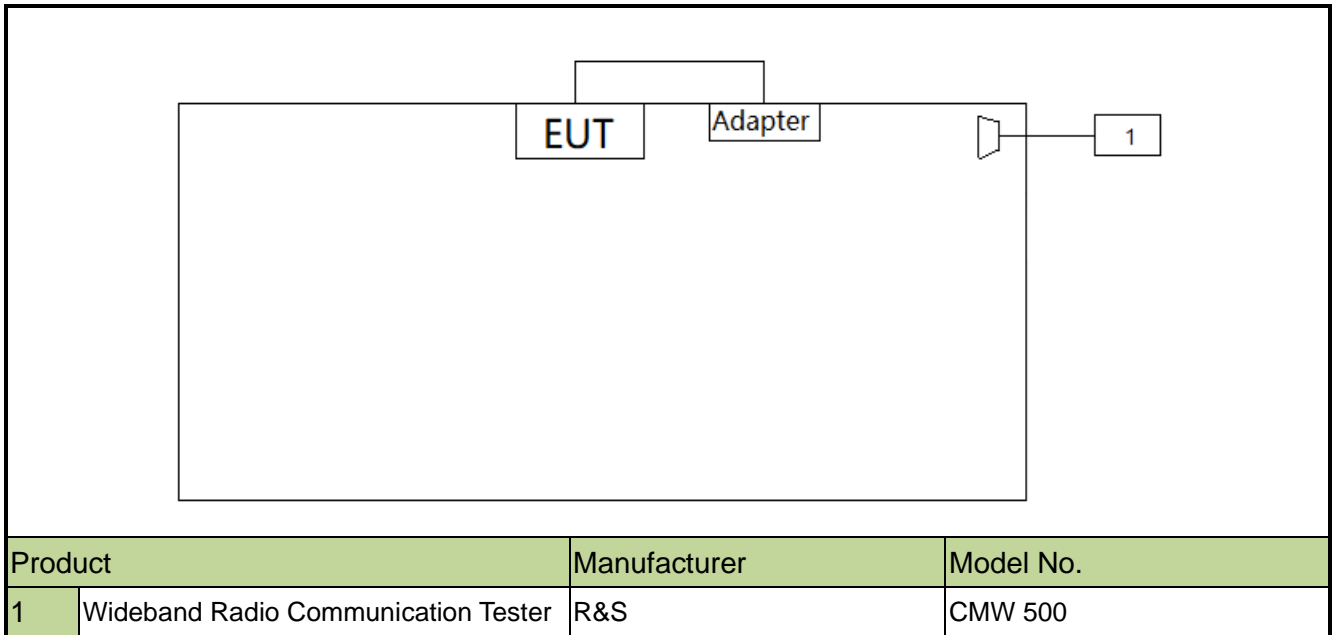 EUT
Adapter
1
Product Manufacturer Model No.
1 Wideband Radio Communication Tester R&S CMW 500